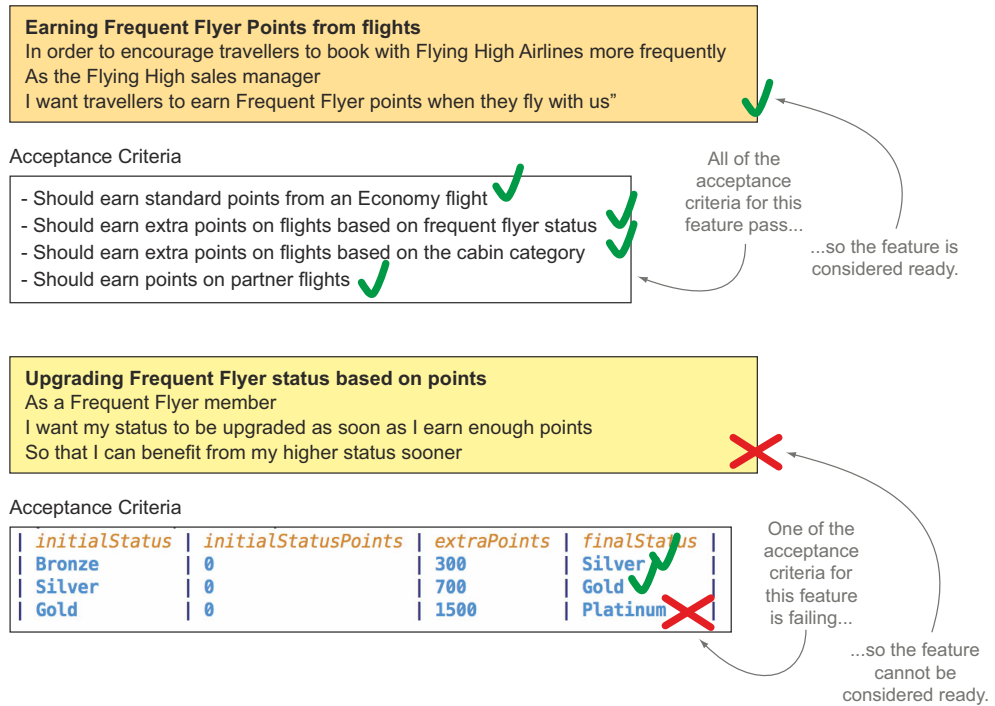 Earning Frequent Flyer Points from flights
In order to encourage travellers to book with Flying High Airlines more frequently
As the Flying High sales manager
I want travellers to earn Frequent Flyer points when they fly with us”
Acceptance Criteria
- Should earn standard points from an Economy flight
- Should earn extra points on flights based on frequent flyer status
- Should earn extra points on flights based on the cabin category
- Should earn points on partner flights
All of the
acceptance
criteria for this
feature pass...
...so the feature is
considered ready.
Upgrading Frequent Flyer status based on points
As a Frequent Flyer member
I want my status to be upgraded as soon as I earn enough points
So that I can benefit from my higher status sooner
Acceptance Criteria
| initialStatus | initialStatusPoints | extraPoints | finalStatus |
| Bronze | 0 | 300 | Silver |
| Silver | 0 | 700 | Gold |
| Gold | 0 | 1500 | Platinum |
One of the
acceptance
criteria for
this feature
is failing...
...so the feature
cannot be
considered ready.